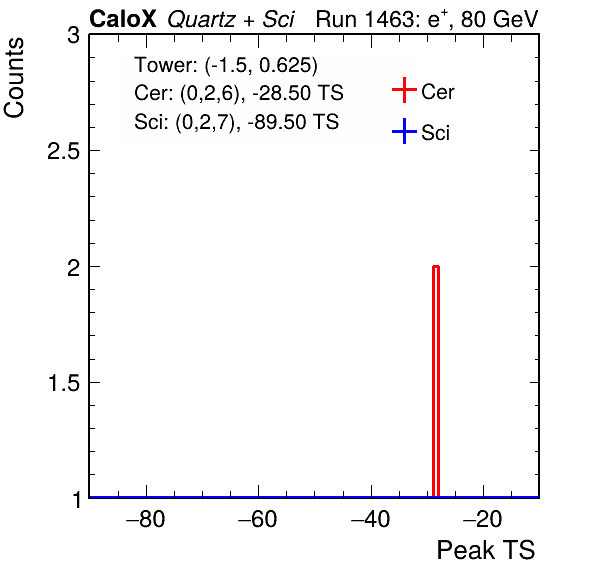 CaloX Quartz + Sci Run 1463: e⁺, 80 GeV
Counts
3
2.5
2
1.5
1
Tower: (-1.5, 0.625)
Cer: (0,2,6), -28.50 TS
Sci: (0,2,7), -89.50 TS
Cer
Sci
−80 −60 −40 −20
Peak TS